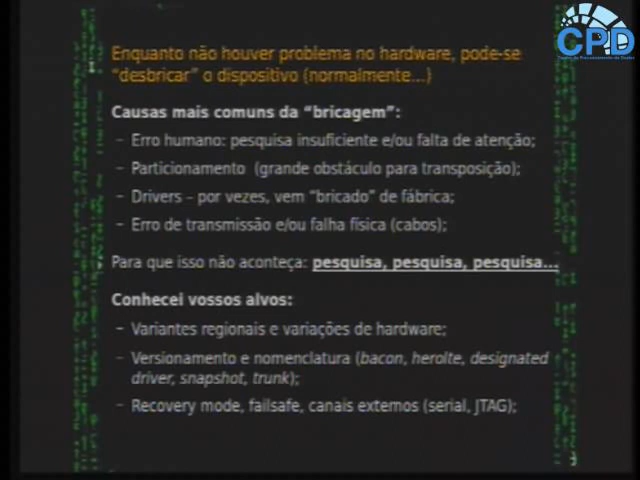 CPD
Enquanto não houver problema no hardware, pode-se
“desbricar” o dispositivo (normalmente...)
Causas mais comuns da “bricagem”:
– Erro humano: pesquisa insuficiente e/ou falta de atenção;
– Particionamento (grande obstáculo para transposição);
– Drivers – por vezes, vem “bricado” de fábrica;
– Erro de transmissão e/ou falha física (cabos);
Para que isso não aconteça: pesquisa, pesquisa, pesquisa...
Conhecei vossos alvos:
– Variantes regionais e variações de hardware;
– Versionamento e nomenclatura (bacon, herolte, designated
driver, snapshot, trunk);
– Recovery mode, failsafe, canais externos (serial, JTAG);